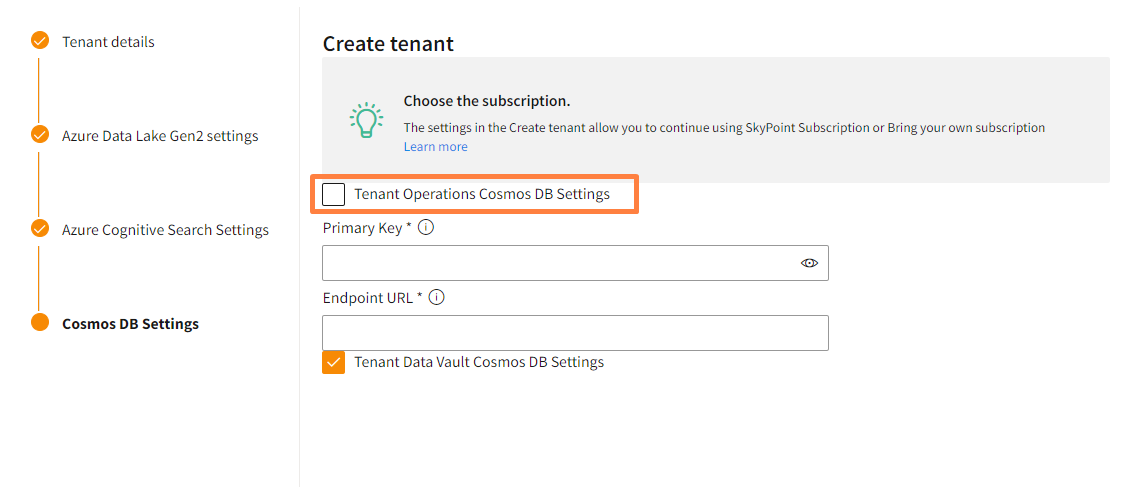 Tenant details
Azure Data Lake Gen2 settings
Azure Cognitive Search Settings
Cosmos DB Settings
Create tenant
Choose the subscription.
The settings in the Create tenant allow you to continue using SkyPoint Subscription or Bring your own subscription
Learn more
Tenant Operations Cosmos DB Settings
Primary Key *
Endpoint URL *
Tenant Data Vault Cosmos DB Settings